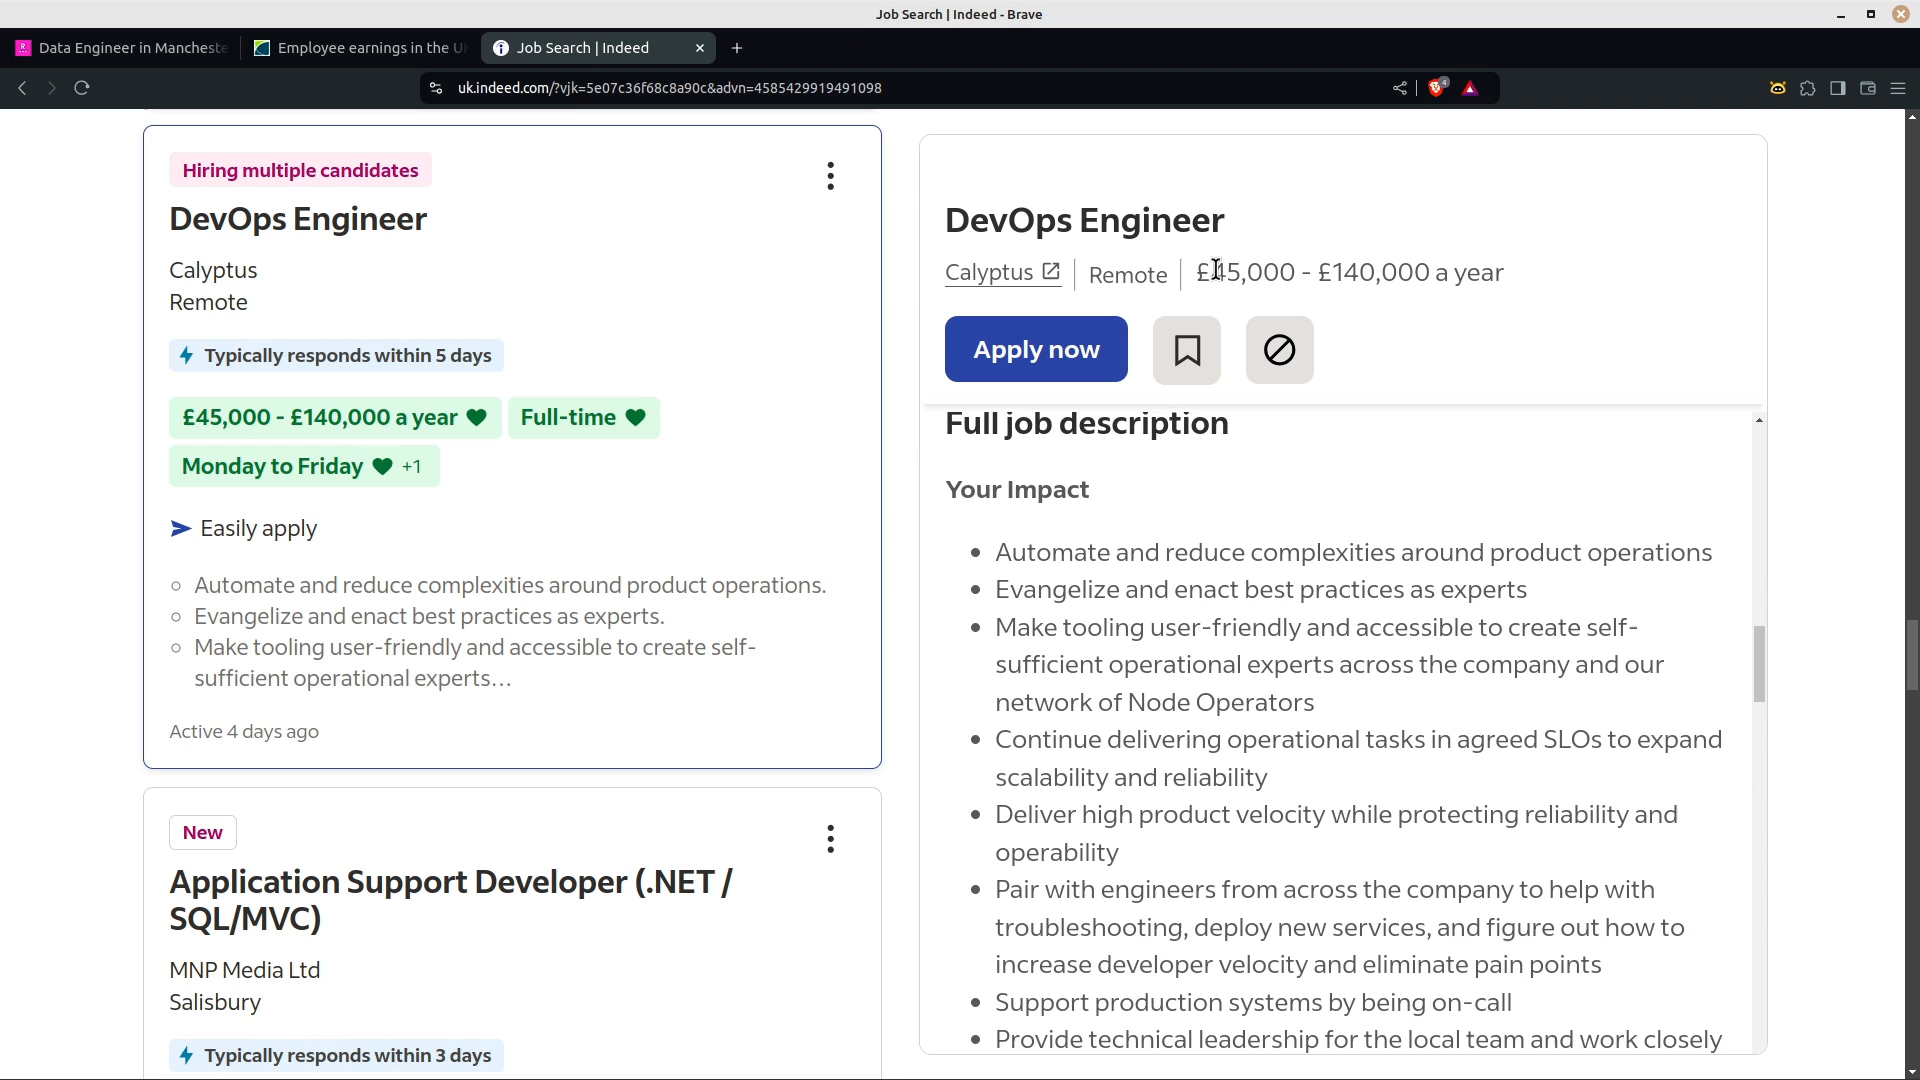 Job Search | Indeed - Brave
Data Engineer in Mancheste
Employee earnings in the U
Job Search | Indeed
uk.indeed.com/?vjk=5e07c36f68c8a90c&advn=4585429919491098
4
Hiring multiple candidates
DevOps Engineer
Calyptus
Remote
Typically responds within 5 days
£45,000 - £140,000 a year
Full-time
Monday to Friday +1
Easily apply
Automate and reduce complexities around product operations.
Evangelize and enact best practices as experts.
Make tooling user-friendly and accessible to create self-
sufficient operational experts...
Active 4 days ago
New
Application Support Developer (.NET /
SQL/MVC)
MNP Media Ltd
Salisbury
Typically responds within 3 days
DevOps Engineer
Calyptus
Remote
£45,000 - £140,000 a year
Apply now
Full job description
Your Impact
Automate and reduce complexities around product operations
Evangelize and enact best practices as experts
Make tooling user-friendly and accessible to create self-
sufficient operational experts across the company and our
network of Node Operators
Continue delivering operational tasks in agreed SLOs to expand
scalability and reliability
Deliver high product velocity while protecting reliability and
operability
Pair with engineers from across the company to help with
troubleshooting, deploy new services, and figure out how to
increase developer velocity and eliminate pain points
Support production systems by being on-call
Provide technical leadership for the local team and work closely